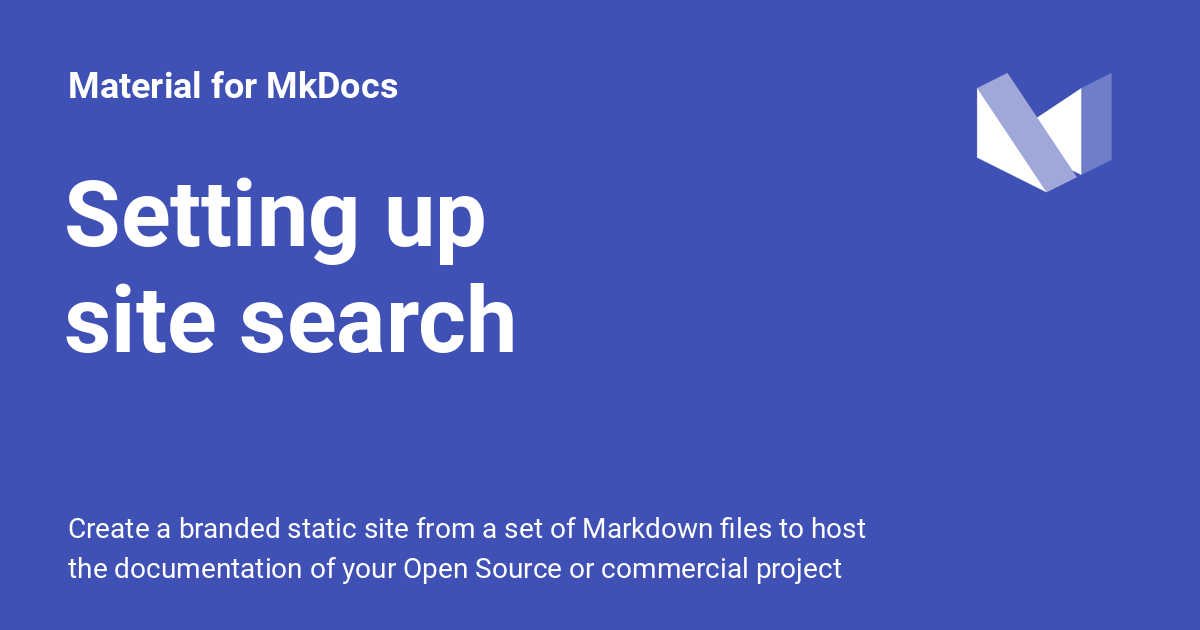 Material for MkDocs
Setting up
site search
Create a branded static site from a set of Markdown files to host
the documentation of your Open Source or commercial project